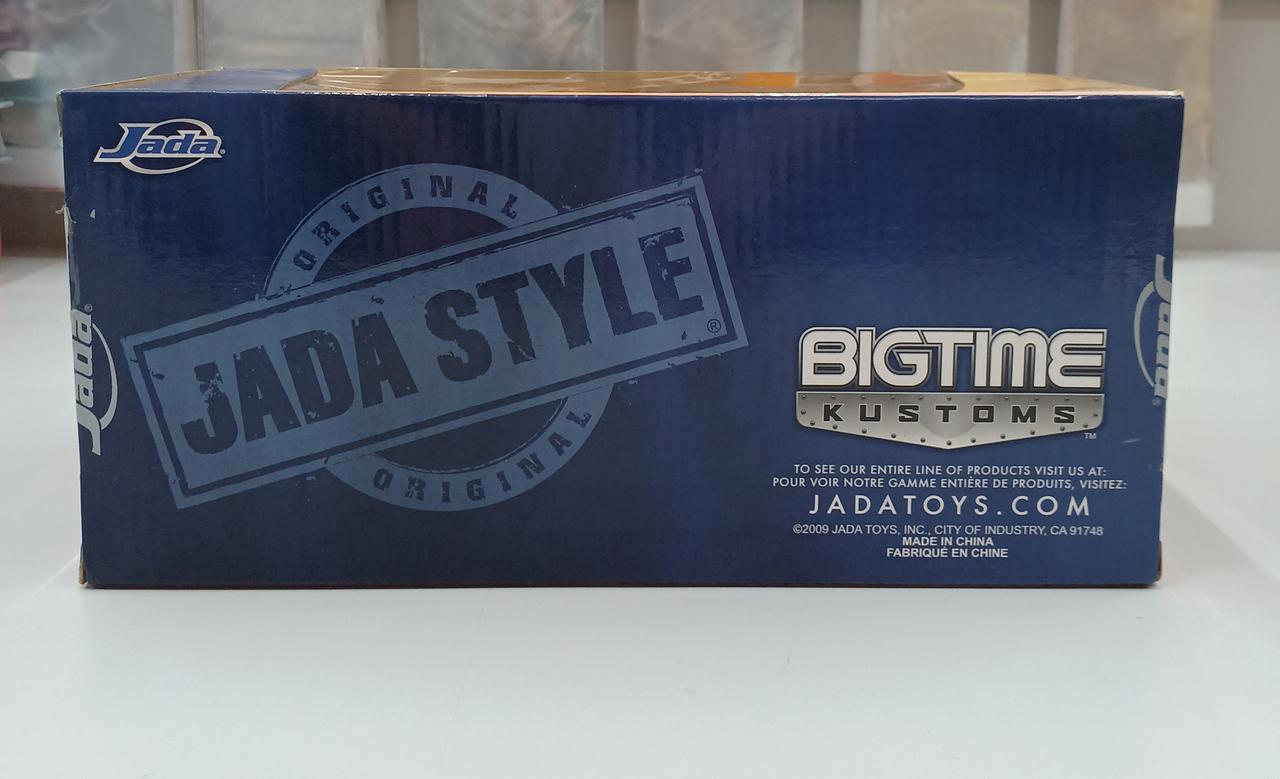 Jada®
ORIGINAL
JADA STYLE®
ORIGINAL
Jada®
Jada®
BIGTIME
KUSTOMS™
TO SEE OUR ENTIRE LINE OF PRODUCTS VISIT US AT:
POUR VOIR NOTRE GAMME ENTIÈRE DE PRODUITS, VISITEZ:
JADATOYS.COM
©2009 JADA TOYS, INC., CITY OF INDUSTRY, CA 91748
MADE IN CHINA
FABRIQUÉ EN CHINE